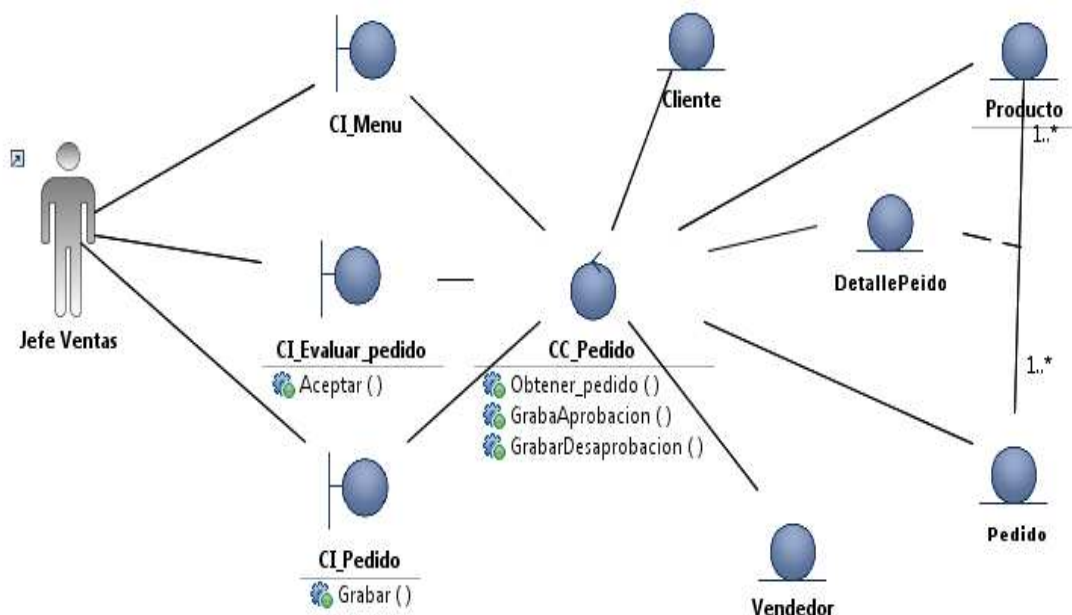 CI_Menu
Cliente
Producto
1..*
Jefe Ventas
DetallePeido
CI_Evaluar_pedido
Aceptar ( )
CC_Pedido
Obtener_pedido ( )
GrabaAprobacion ( )
GrabarDesaprobacion ( )
1..*
Pedido
CI_Pedido
Grabar ( )
Vendedor